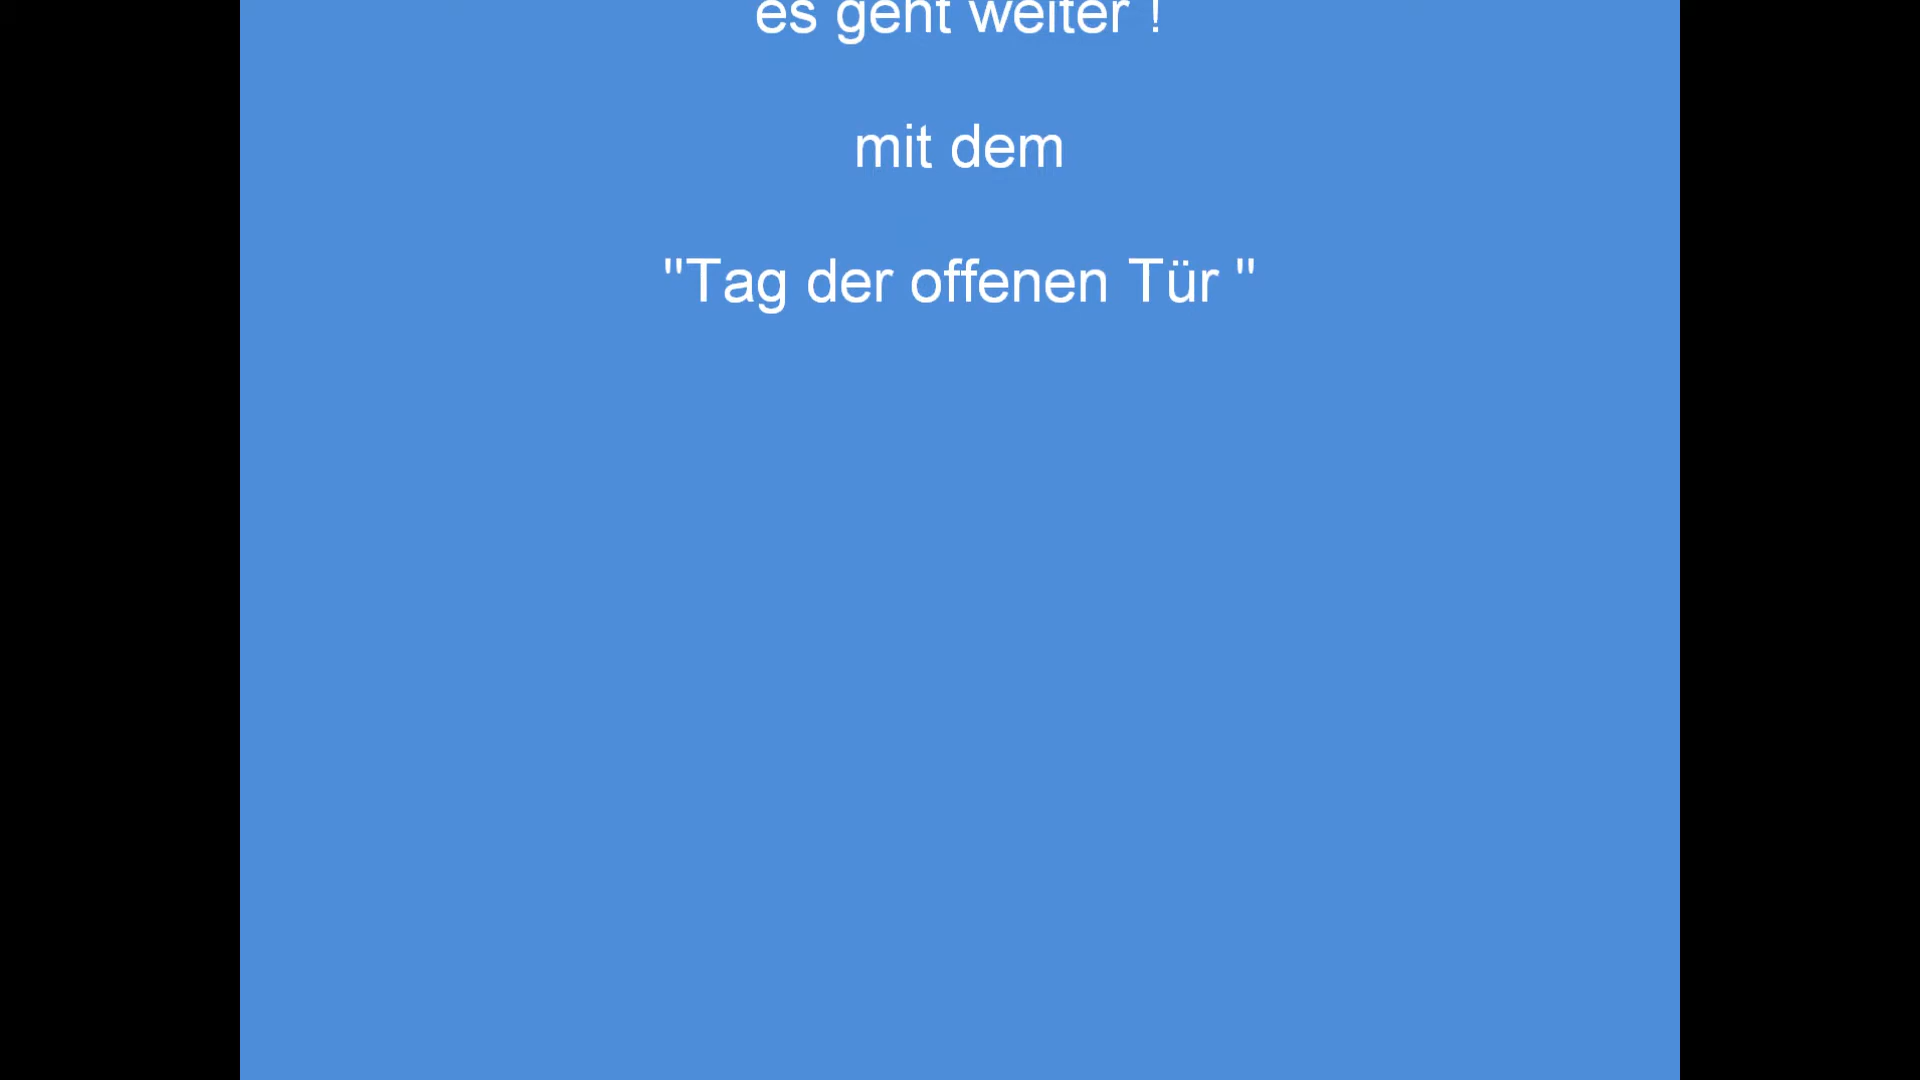 es geht weiter !
mit dem
"Tag der offenen Tür "